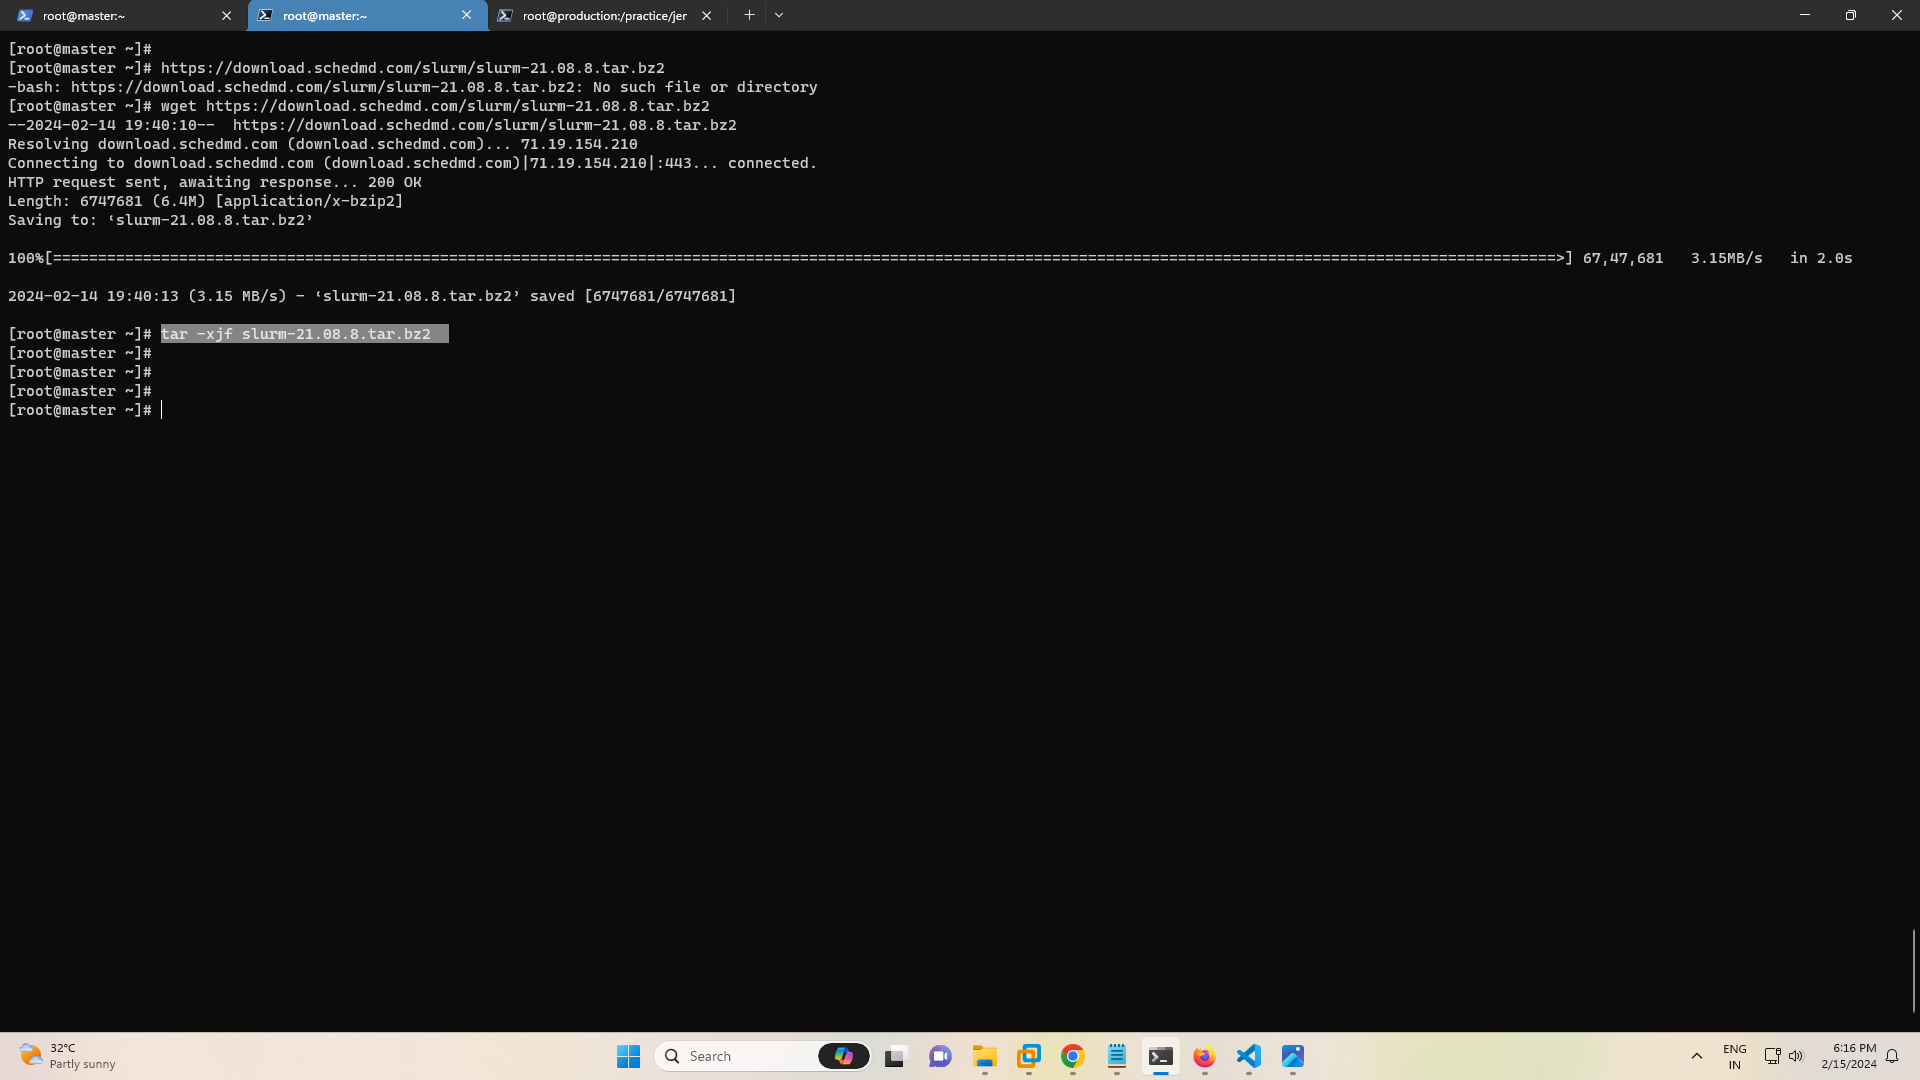 root@master:~
root@master:~
root@production:/practice/jer
[root@master ~]#
[root@master ~]# https://download.schedmd.com/slurm/slurm-21.08.8.tar.bz2
-bash: https://download.schedmd.com/slurm/slurm-21.08.8.tar.bz2: No such file or directory
[root@master ~]# wget https://download.schedmd.com/slurm/slurm-21.08.8.tar.bz2
--2024-02-14 19:40:10--  https://download.schedmd.com/slurm/slurm-21.08.8.tar.bz2
Resolving download.schedmd.com (download.schedmd.com)... 71.19.154.210
Connecting to download.schedmd.com (download.schedmd.com)|71.19.154.210|:443... connected.
HTTP request sent, awaiting response... 200 OK
Length: 6747681 (6.4M) [application/x-bzip2]
Saving to: ‘slurm-21.08.8.tar.bz2’
100%[=======================================================================================================================================================================>] 67,47,681   3.15MB/s   in 2.0s
2024-02-14 19:40:13 (3.15 MB/s) - ‘slurm-21.08.8.tar.bz2’ saved [6747681/6747681]
[root@master ~]# tar -xjf slurm-21.08.8.tar.bz2
[root@master ~]#
[root@master ~]#
[root@master ~]#
[root@master ~]#
32°C
Partly sunny
Search
ENG
IN
6:16 PM
2/15/2024